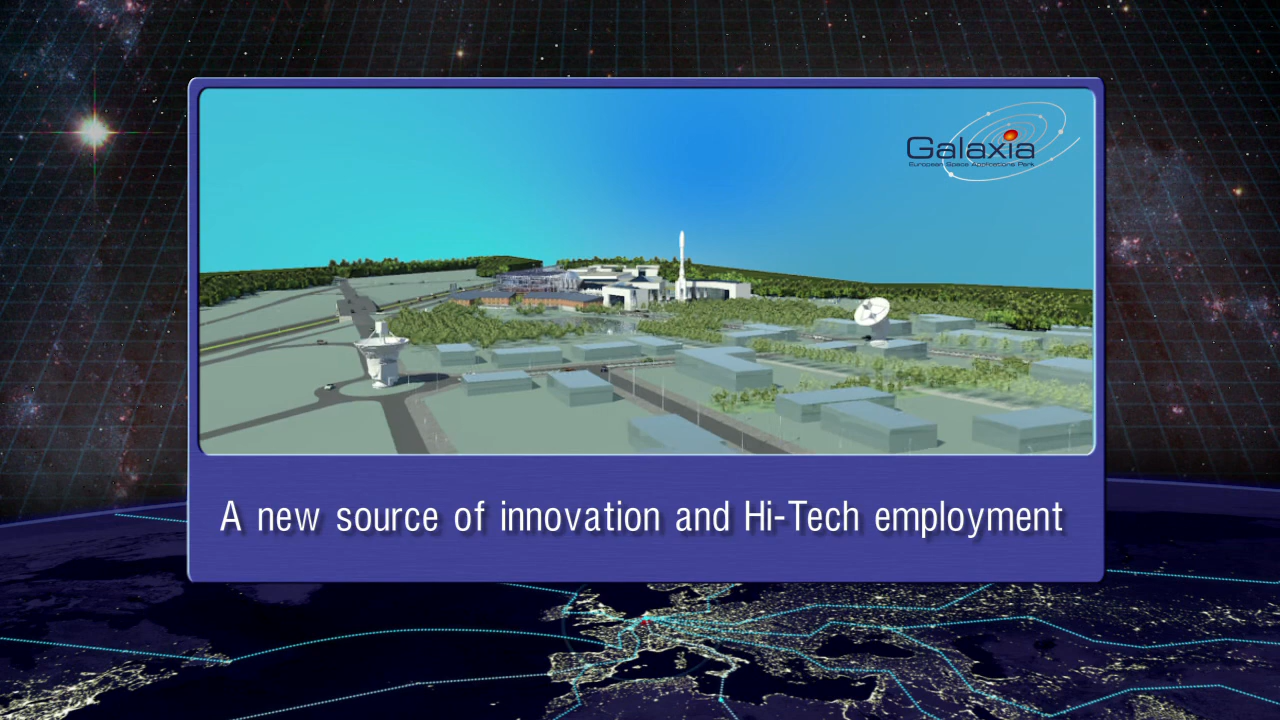 Galaxia
European Space Applications Park
A new source of innovation and Hi-Tech employment